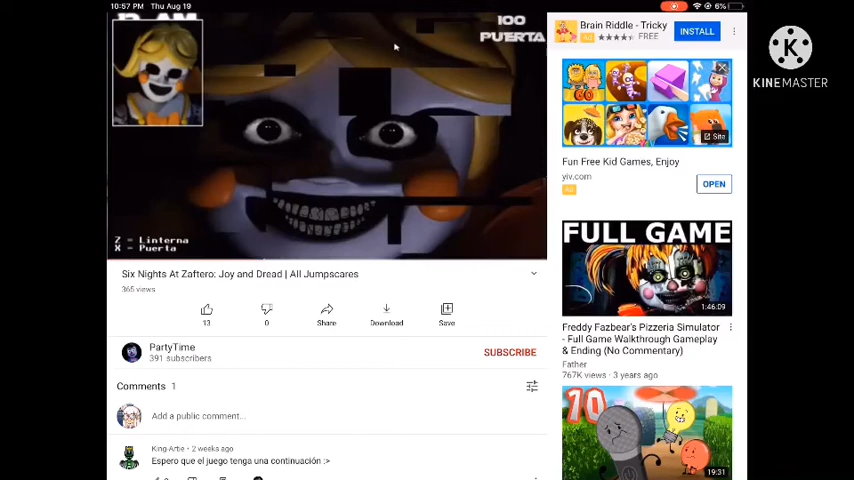 10:57 PM Thu Aug 19
6%
100
PUERTA
Z = Linterna
X = Puerta
Six Nights At Zaftero: Joy and Dread | All Jumpscares
365 views
13
0
Share
Download
Save
PartyTime
391 subscribers
SUBSCRIBE
Comments 1
Add a public comment...
King-Artie • 2 weeks ago
Espero que el juego tenga una continuación :>
Brain Riddle - Tricky
Ad
FREE
INSTALL
Site
Fun Free Kid Games, Enjoy
yiv.com
Ad
OPEN
FULL GAME
1:46:09
Freddy Fazbear's Pizzeria Simulator
- Full Game Walkthrough Gameplay
& Ending (No Commentary)
Father
767K views • 3 years ago
10
19:31
K
KINEMASTER